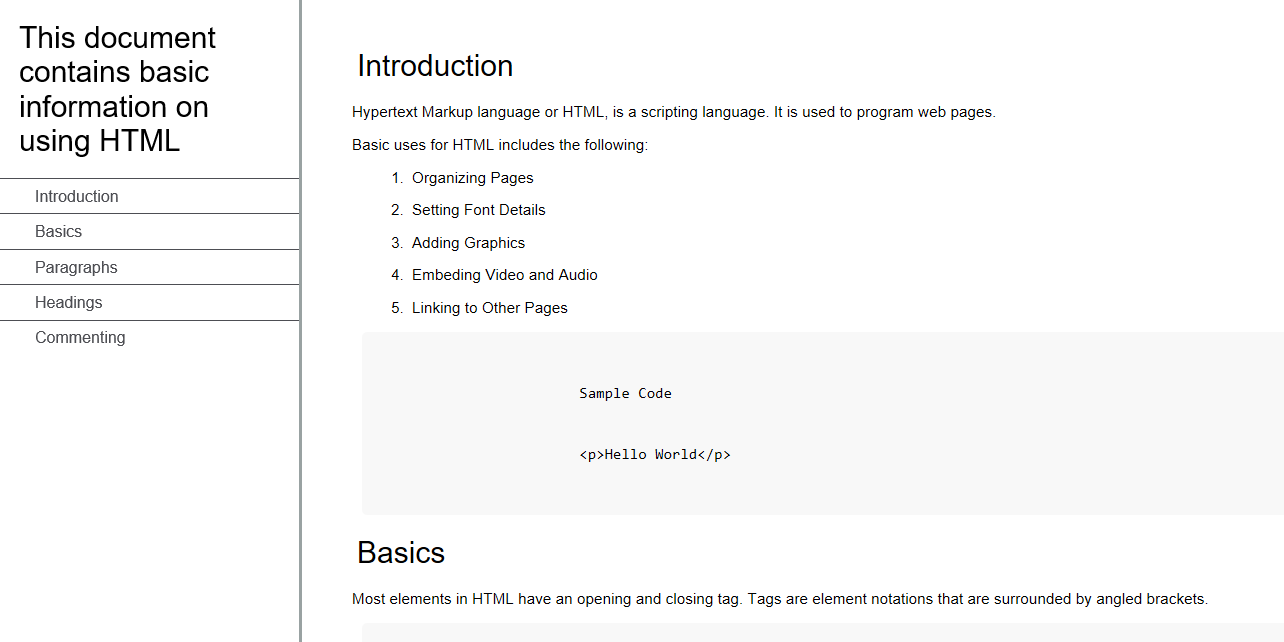 This document
contains basic
information on
using HTML
Introduction
Basics
Paragraphs
Headings
Commenting
Introduction
Hypertext Markup language or HTML, is a scripting language. It is used to program web pages.
Basic uses for HTML includes the following:
1. Organizing Pages
2. Setting Font Details
3. Adding Graphics
4. Embeding Video and Audio
5. Linking to Other Pages
Sample Code
<p>Hello World</p>
Basics
Most elements in HTML have an opening and closing tag. Tags are element notations that are surrounded by angled brackets.